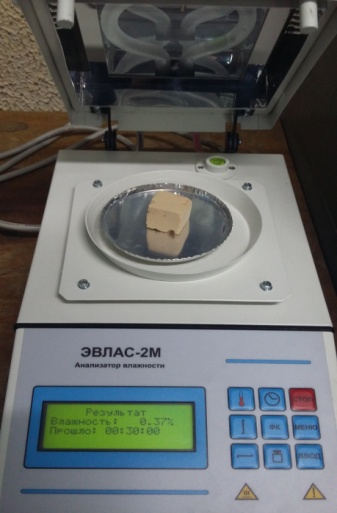 ЭВЛАС-2М
Анализатор влажности
Результат
Влажность: 0.37%
Прошло: 00:30:00
СТОП
ФК МЕНЮ
ВВОД